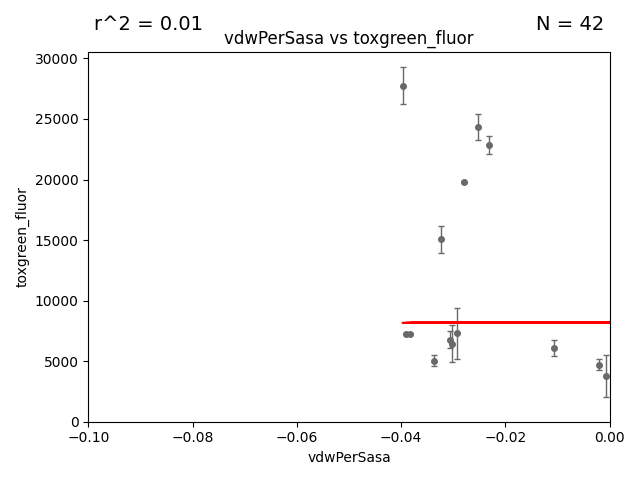 r^2 = 0.01
N = 42
vdwPerSasa vs toxgreen_fluor
30000
25000
20000
15000
10000
5000
0
toxgreen_fluor
−0.10
−0.08
−0.06
−0.04
−0.02
0.00
vdwPerSasa